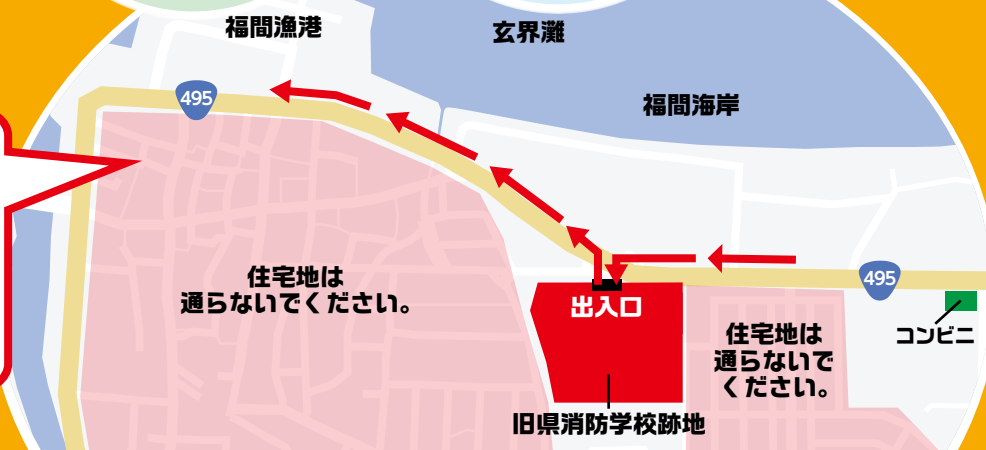 福間漁港
玄界灘
495
福間海岸
住宅地は
通らないでください。
495
出入口
住宅地は
通らないで
ください。
コンビニ
旧県消防学校跡地